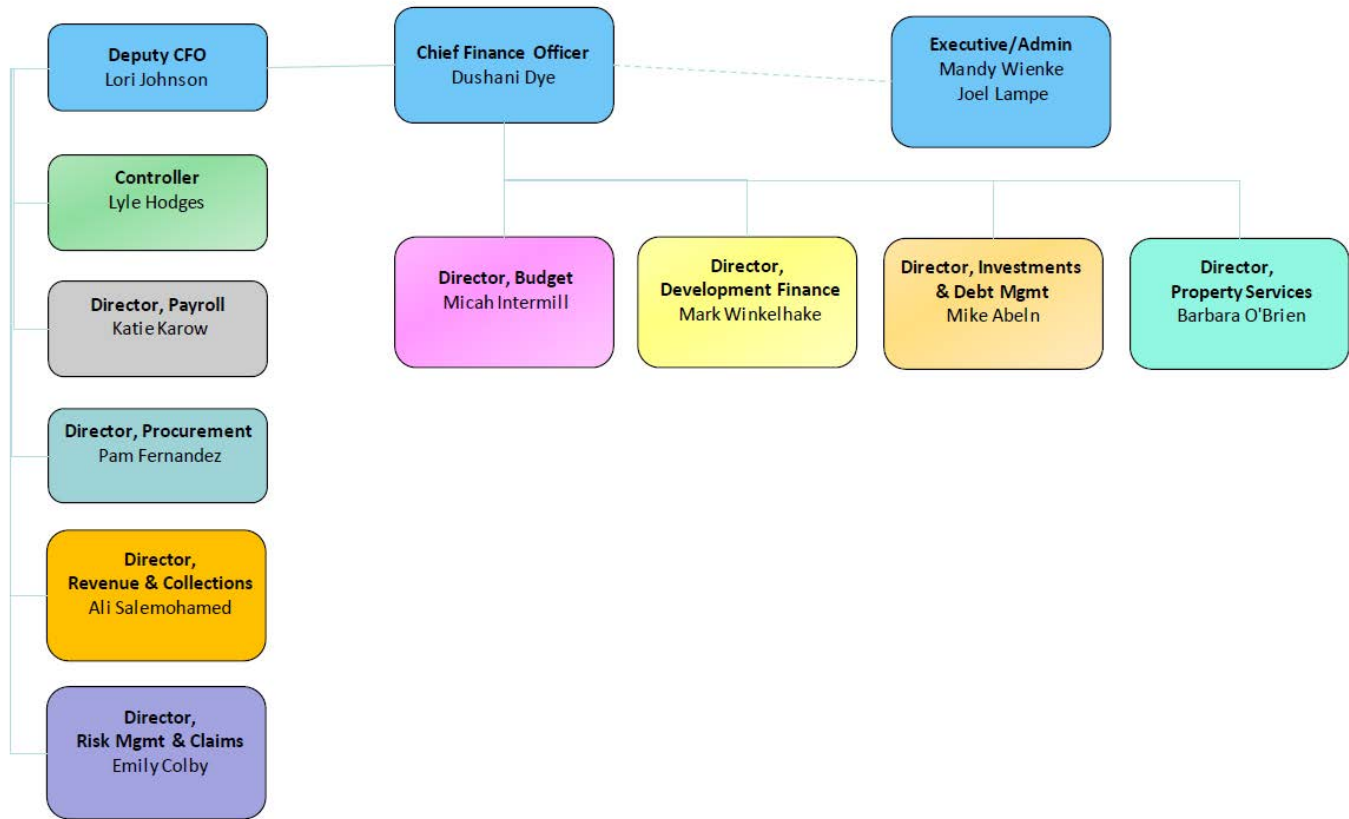 Deputy CFO
Lori Johnson
Chief Finance Officer
Dushani Dye
Executive/Admin
Mandy Wienke
Joel Lampe
Controller
Lyle Hodges
Director, Payroll
Katie Karow
Director, Procurement
Pam Fernandez
Director,
Revenue & Collections
Ali Salemohamed
Director,
Risk Mgmt & Claims
Emily Colby
Director, Budget
Micah Intermill
Director,
Development Finance
Mark Winkelhake
Director, Investments
& Debt Mgmt
Mike Abeln
Director,
Property Services
Barbara O'Brien